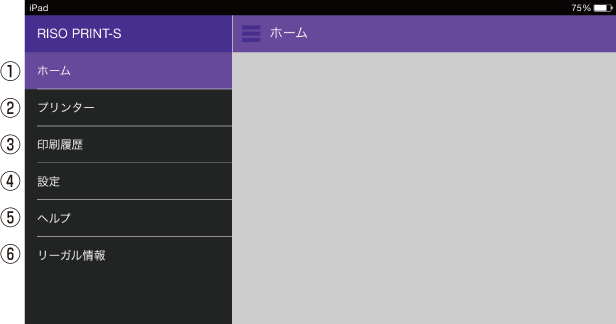 iPad 75%
RISO PRINT-S ホーム
① ホーム
② プリンター
③ 印刷履歴
④ 設定
⑤ ヘルプ
⑥ リーガル情報